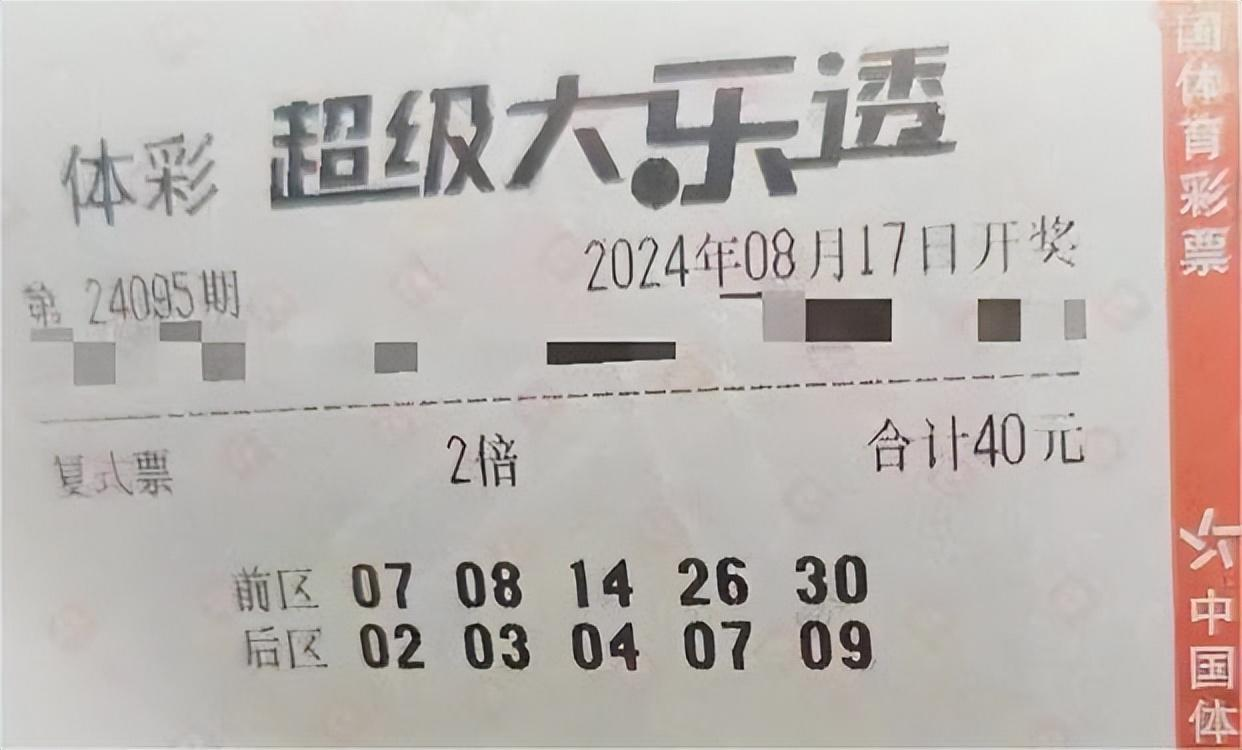 体彩 超级大乐透
2024年08月17日开奖
第 24095期
复式票 2倍 合计40元
前区 07 08 14 26 30
后区 02 03 04 07 09
国体育彩票
中国体